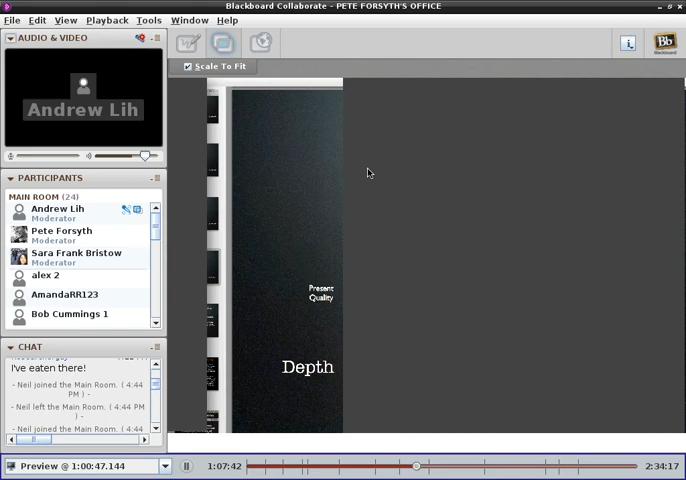 Blackboard Collaborate - PETE FORSYTH'S OFFICE
File Edit View Playback Tools Window Help
AUDIO & VIDEO
Scale To Fit
Bb
Blackboard
Andrew Lih
PARTICIPANTS
MAIN ROOM (24)
Andrew Lih
Moderator
Pete Forsyth
Moderator
Sara Frank Bristow
Moderator
alex 2
AmandaRR123
Bob Cummings 1
Present
Quality
Depth
CHAT
I've eaten there!
- Neil joined the Main Room. ( 4:44
PM ) -
- Neil left the Main Room. ( 4:44 PM
) -
- Neil joined the Main Room. ( 4:44
Preview @ 1:00:47.144
1:07:42
2:34:17